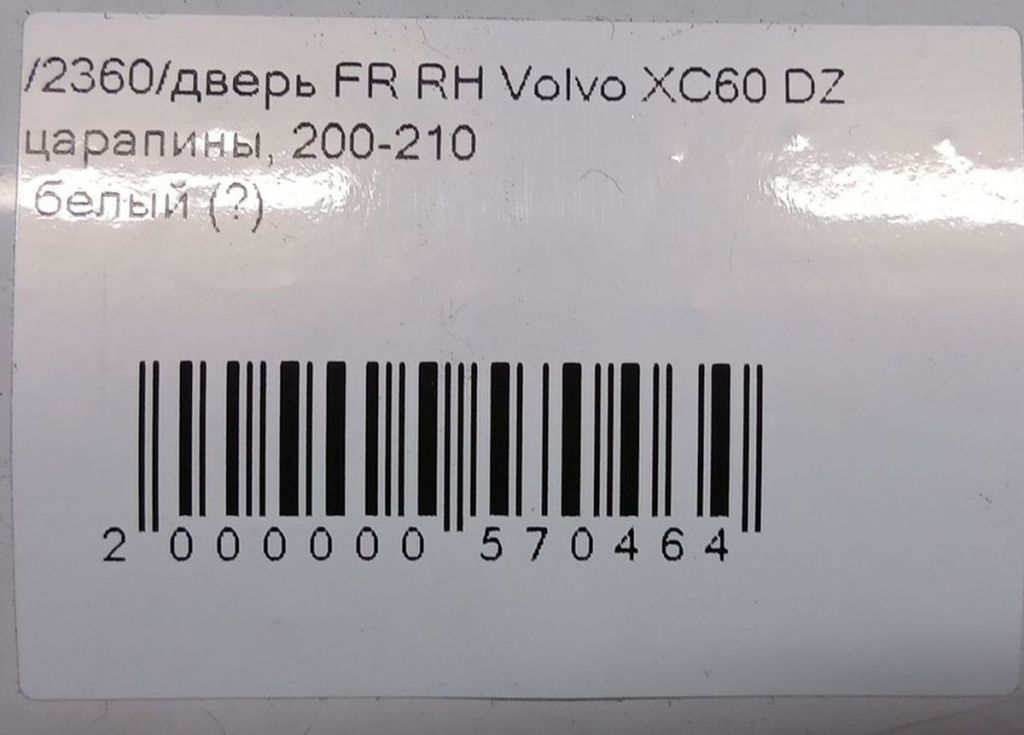 /2360/дверь FR RH Volvo XC60 DZ
царапины, 200-210
белый (?)
2 000000 570464